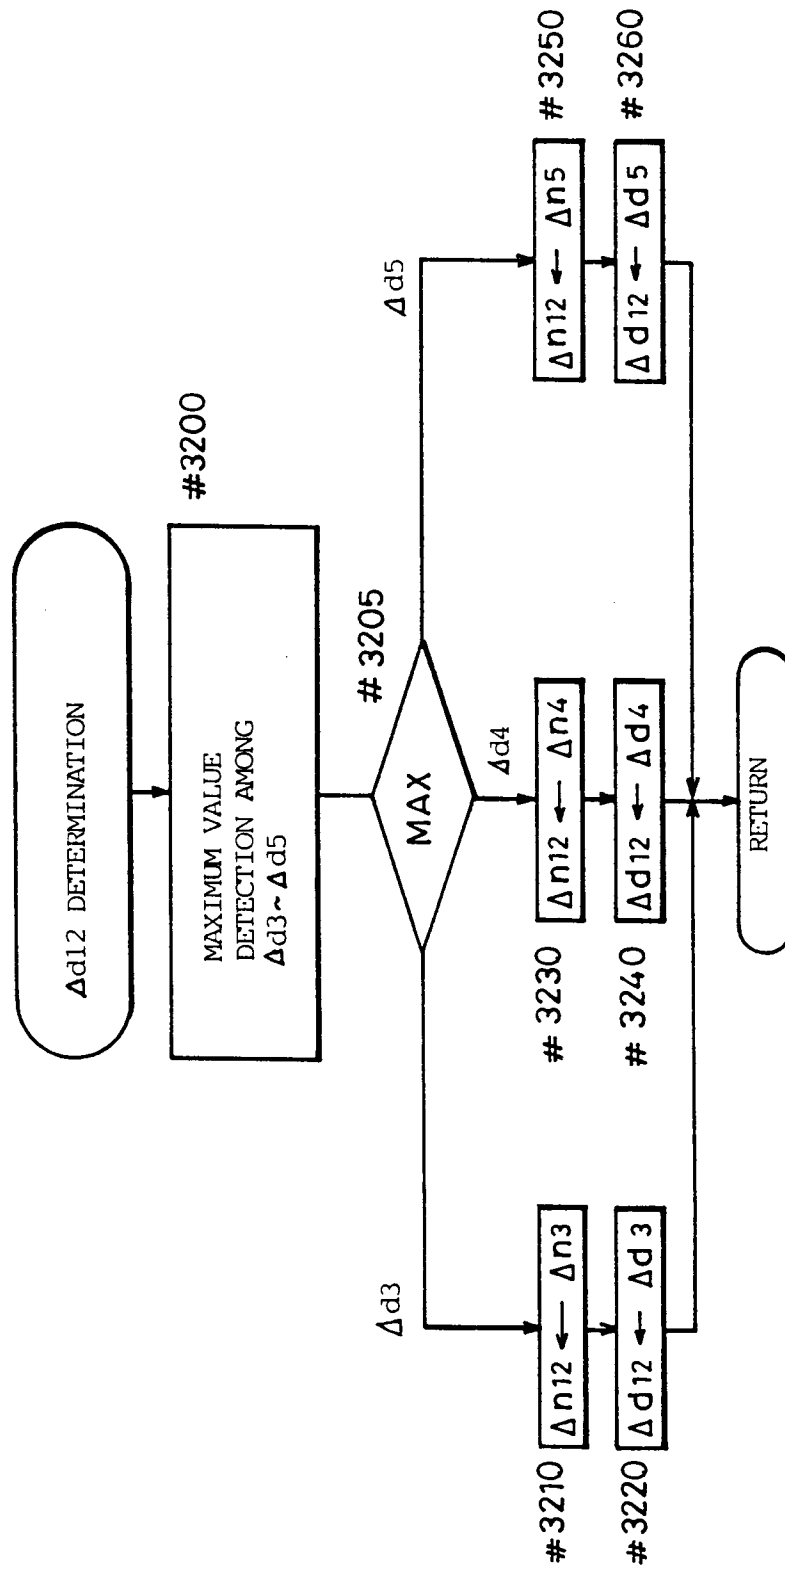 Δd12 DETERMINATION
#3200
MAXIMUM VALUE
DETECTION AMONG
Δd3~Δd5
#3205
MAX
Δd3
Δd4
Δd5
#3210
Δn12 ← Δn3
#3230
Δn12 ← Δn4
Δn12 ← Δn5
#3250
#3220
Δd12 ← Δd3
#3240
Δd12 ← Δd4
Δd12 ← Δd5
#3260
RETURN